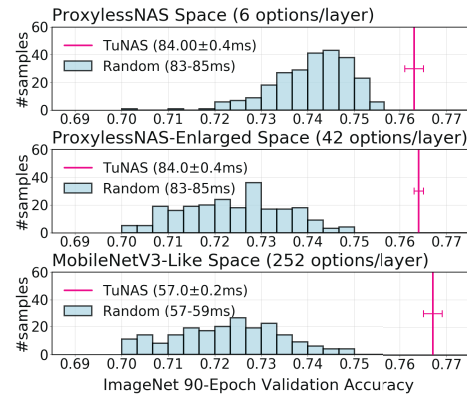 ProxylessNAS Space (6 options/layer)
60
40
20
0
#samples
TuNAS (84.00±0.4ms)
Random (83-85ms)
0.69 0.70 0.71 0.72 0.73 0.74 0.75 0.76 0.77
ProxylessNAS-Enlarged Space (42 options/layer)
60
40
20
0
#samples
TuNAS (84.0±0.4ms)
Random (83-85ms)
0.69 0.70 0.71 0.72 0.73 0.74 0.75 0.76 0.77
MobileNetV3-Like Space (252 options/layer)
60
40
20
0
#samples
TuNAS (57.0±0.2ms)
Random (57-59ms)
0.69 0.70 0.71 0.72 0.73 0.74 0.75 0.76 0.77
ImageNet 90-Epoch Validation Accuracy